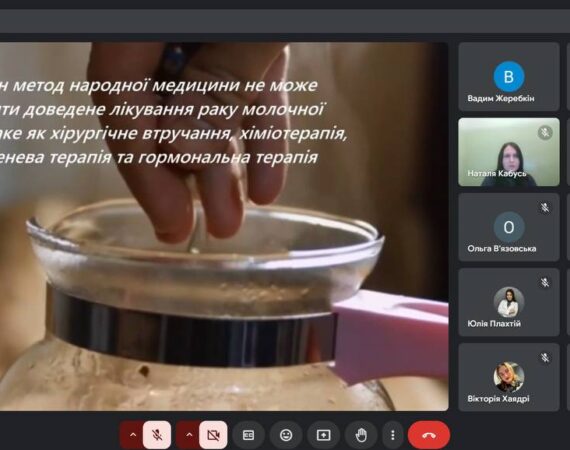 н метод народної медицини не може
ти доведене лікування раку молочної
аке як хірургічне втручання, хіміотерапія,
енева терапія та гормональна терапія
В
Вадим Жеребкін
Наталя Кабусь
О
Ольга В'язовська
Юлія Плахтій
Вікторія Хаядрі